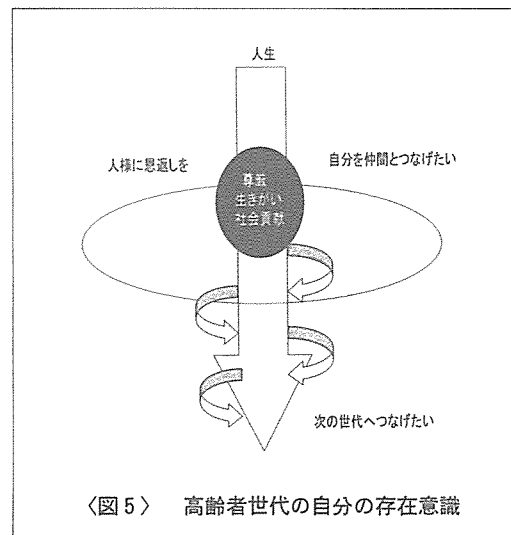 人生
人様に恩返しを
自分を仲間とつなげたい
尊厳
生きがい
社会貢献
次の世代へつなげたい
〈図5〉 高齢者世代の自分の存在意識